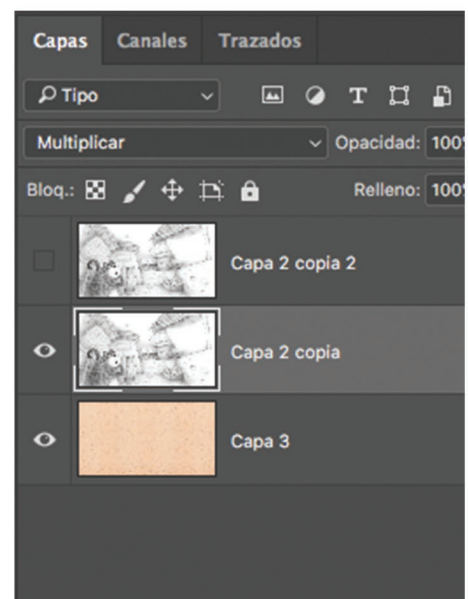 Capas Canales Trazados
Tipo T
Multiplicar Opacidad: 100%
Bloq.: Relleno: 100%
Capa 2 copia 2
Capa 2 copia
Capa 3